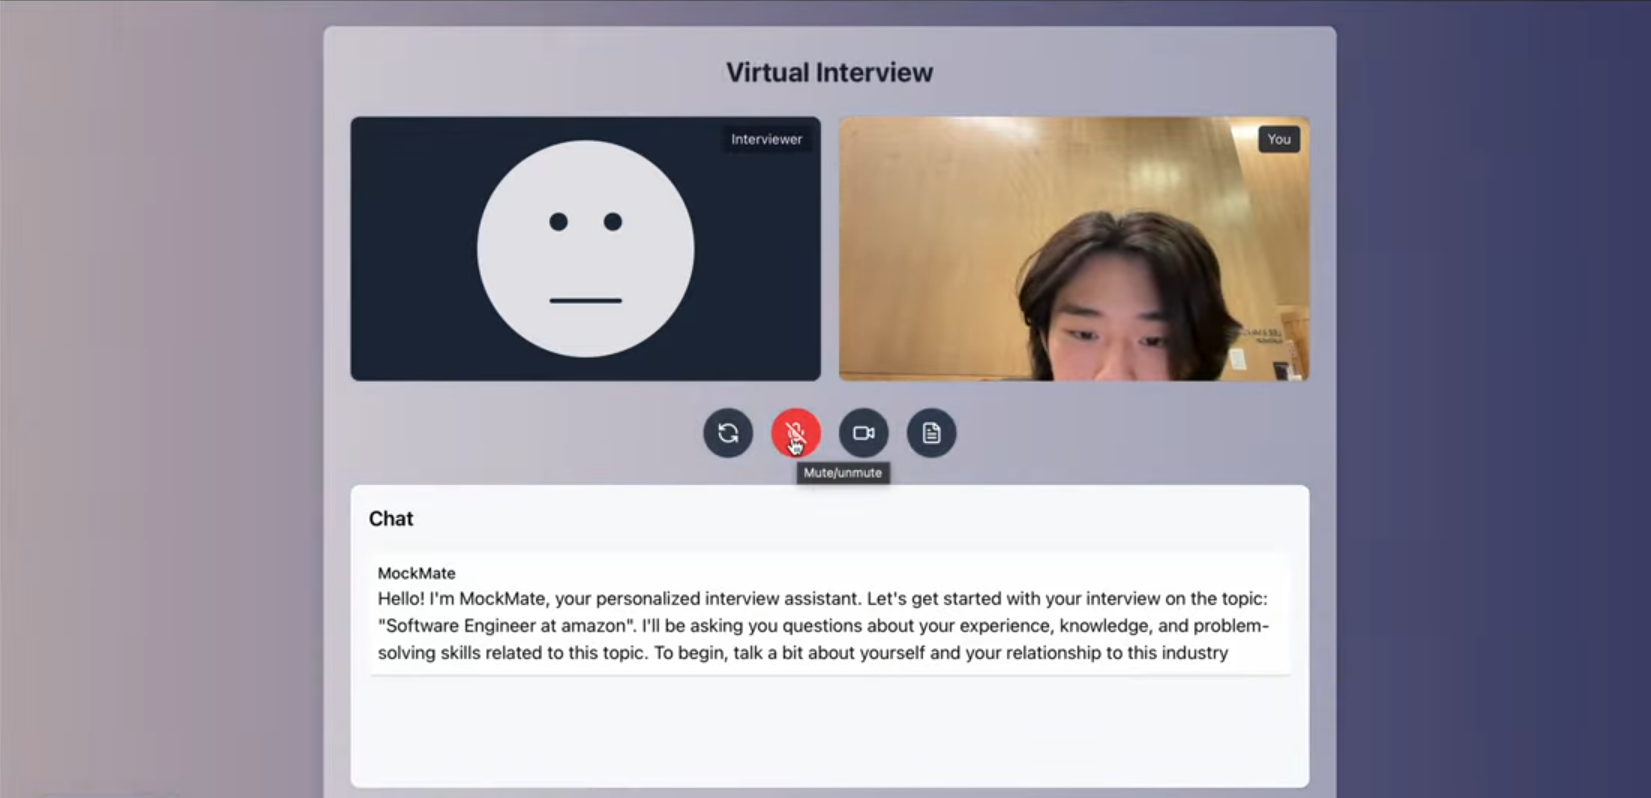 Virtual Interview
Interviewer
You
Mute/unmute
Chat
MockMate
Hello! I'm MockMate, your personalized interview assistant. Let's get started with your interview on the topic:
"Software Engineer at amazon". I'll be asking you questions about your experience, knowledge, and problem-
solving skills related to this topic. To begin, talk a bit about yourself and your relationship to this industry